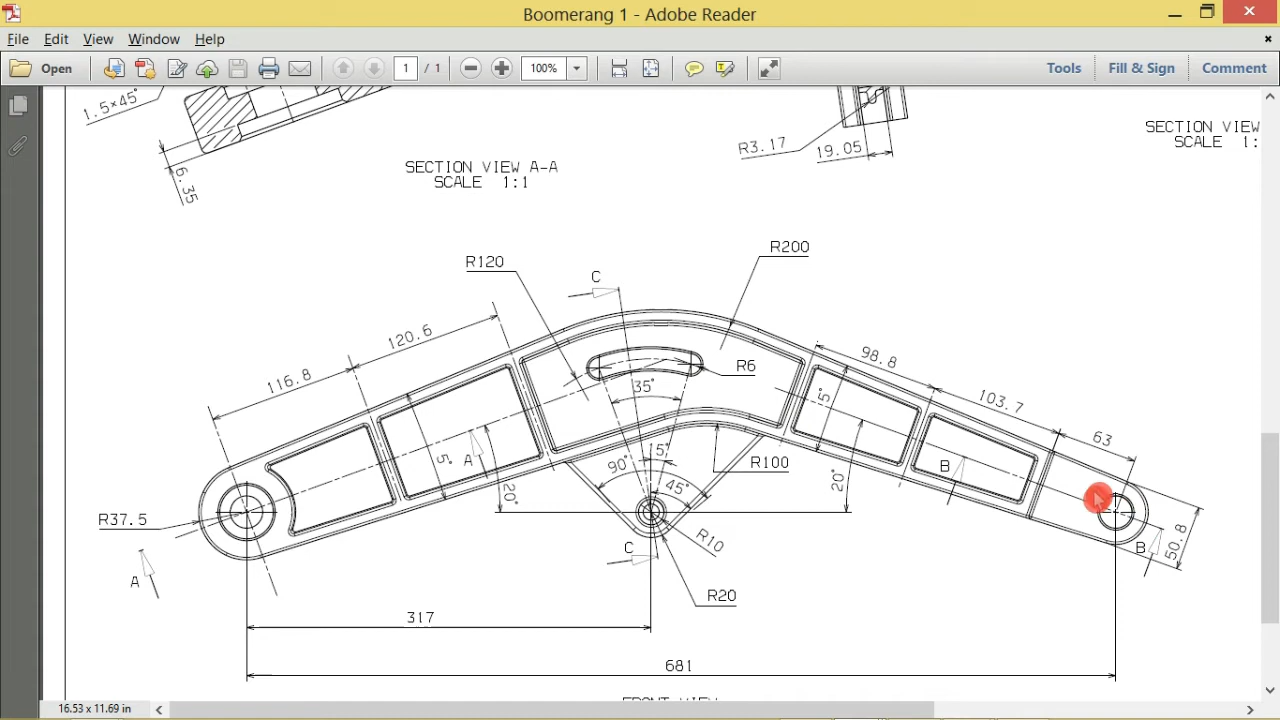 Boomerang 1 - Adobe Reader
File Edit View Window Help
Open 1 / 1 100% Tools Fill & Sign Comment
1.5×45°
6.35
SECTION VIEW A-A
SCALE 1:1
R3.17
19.05
SECTION VIEW
SCALE 1:
R120
C
R200
120.6
116.8
R6
35°
98.8
103.7
63
5°
5°
A
20°
90°
15°
45°
R100
20°
B
R37.5
A
C
R10
R20
B
50.8
317
681
FRONT VIEW
16.53 x 11.69 in